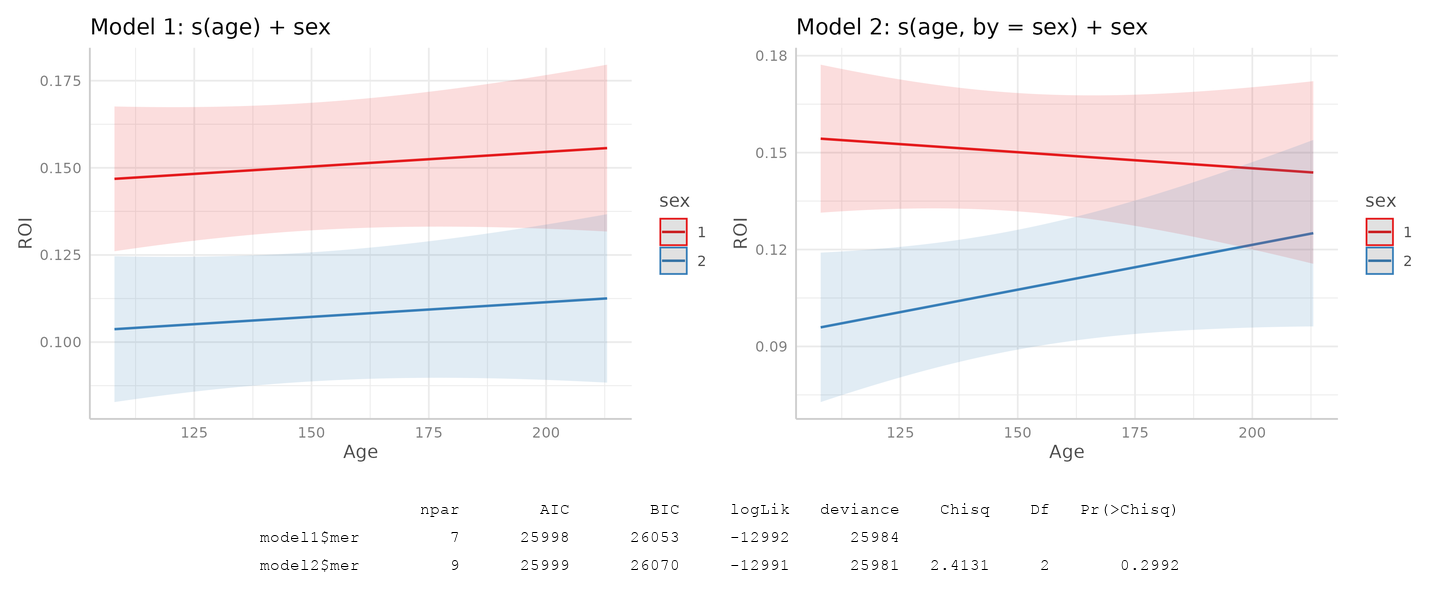 Model 1: s(age) + sex
0.175
0.150
0.125
0.100
ROI
125 150 175 200
Age
sex
1
2
Model 2: s(age, by = sex) + sex
0.18
0.15
0.12
0.09
ROI
125 150 175 200
Age
sex
1
2
npar AIC BIC logLik deviance Chisq Df Pr(>Chisq)
model1$mer 7 25998 26053 -12992 25984
model2$mer 9 25999 26070 -12991 25981 2.4131 2 0.2992